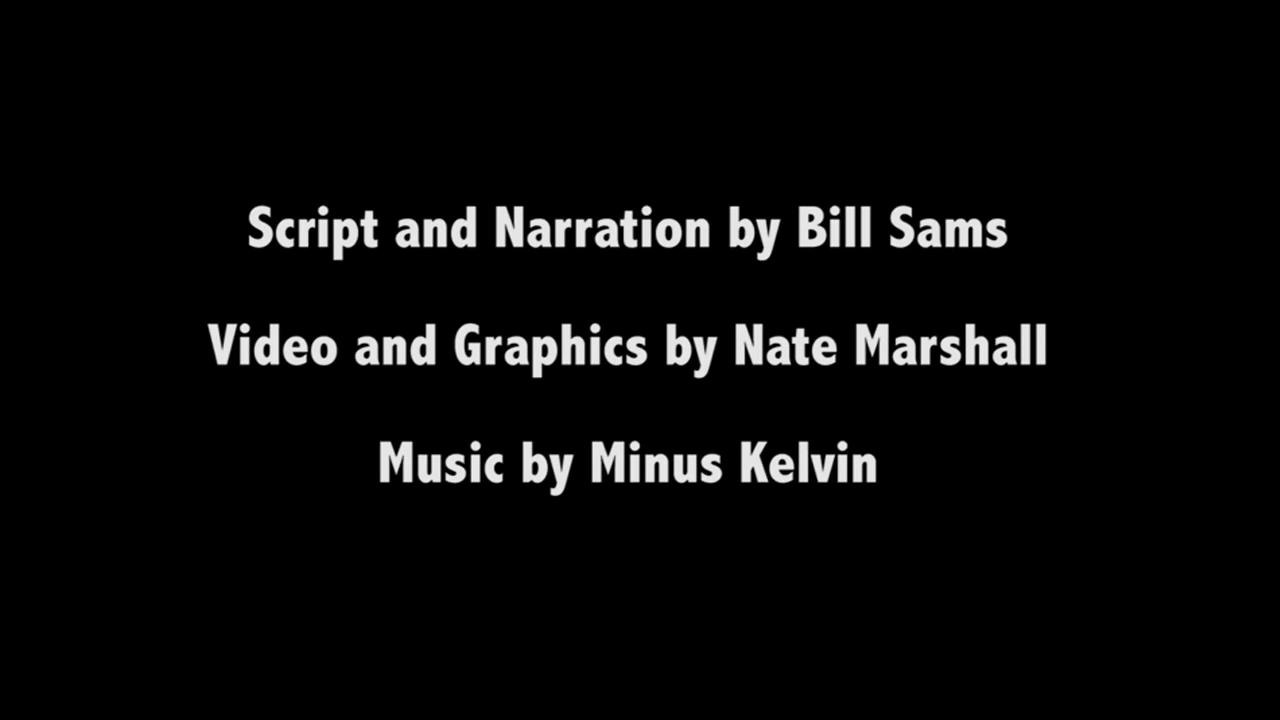 Script and Narration by Bill Sams
Video and Graphics by Nate Marshall
Music by Minus Kelvin